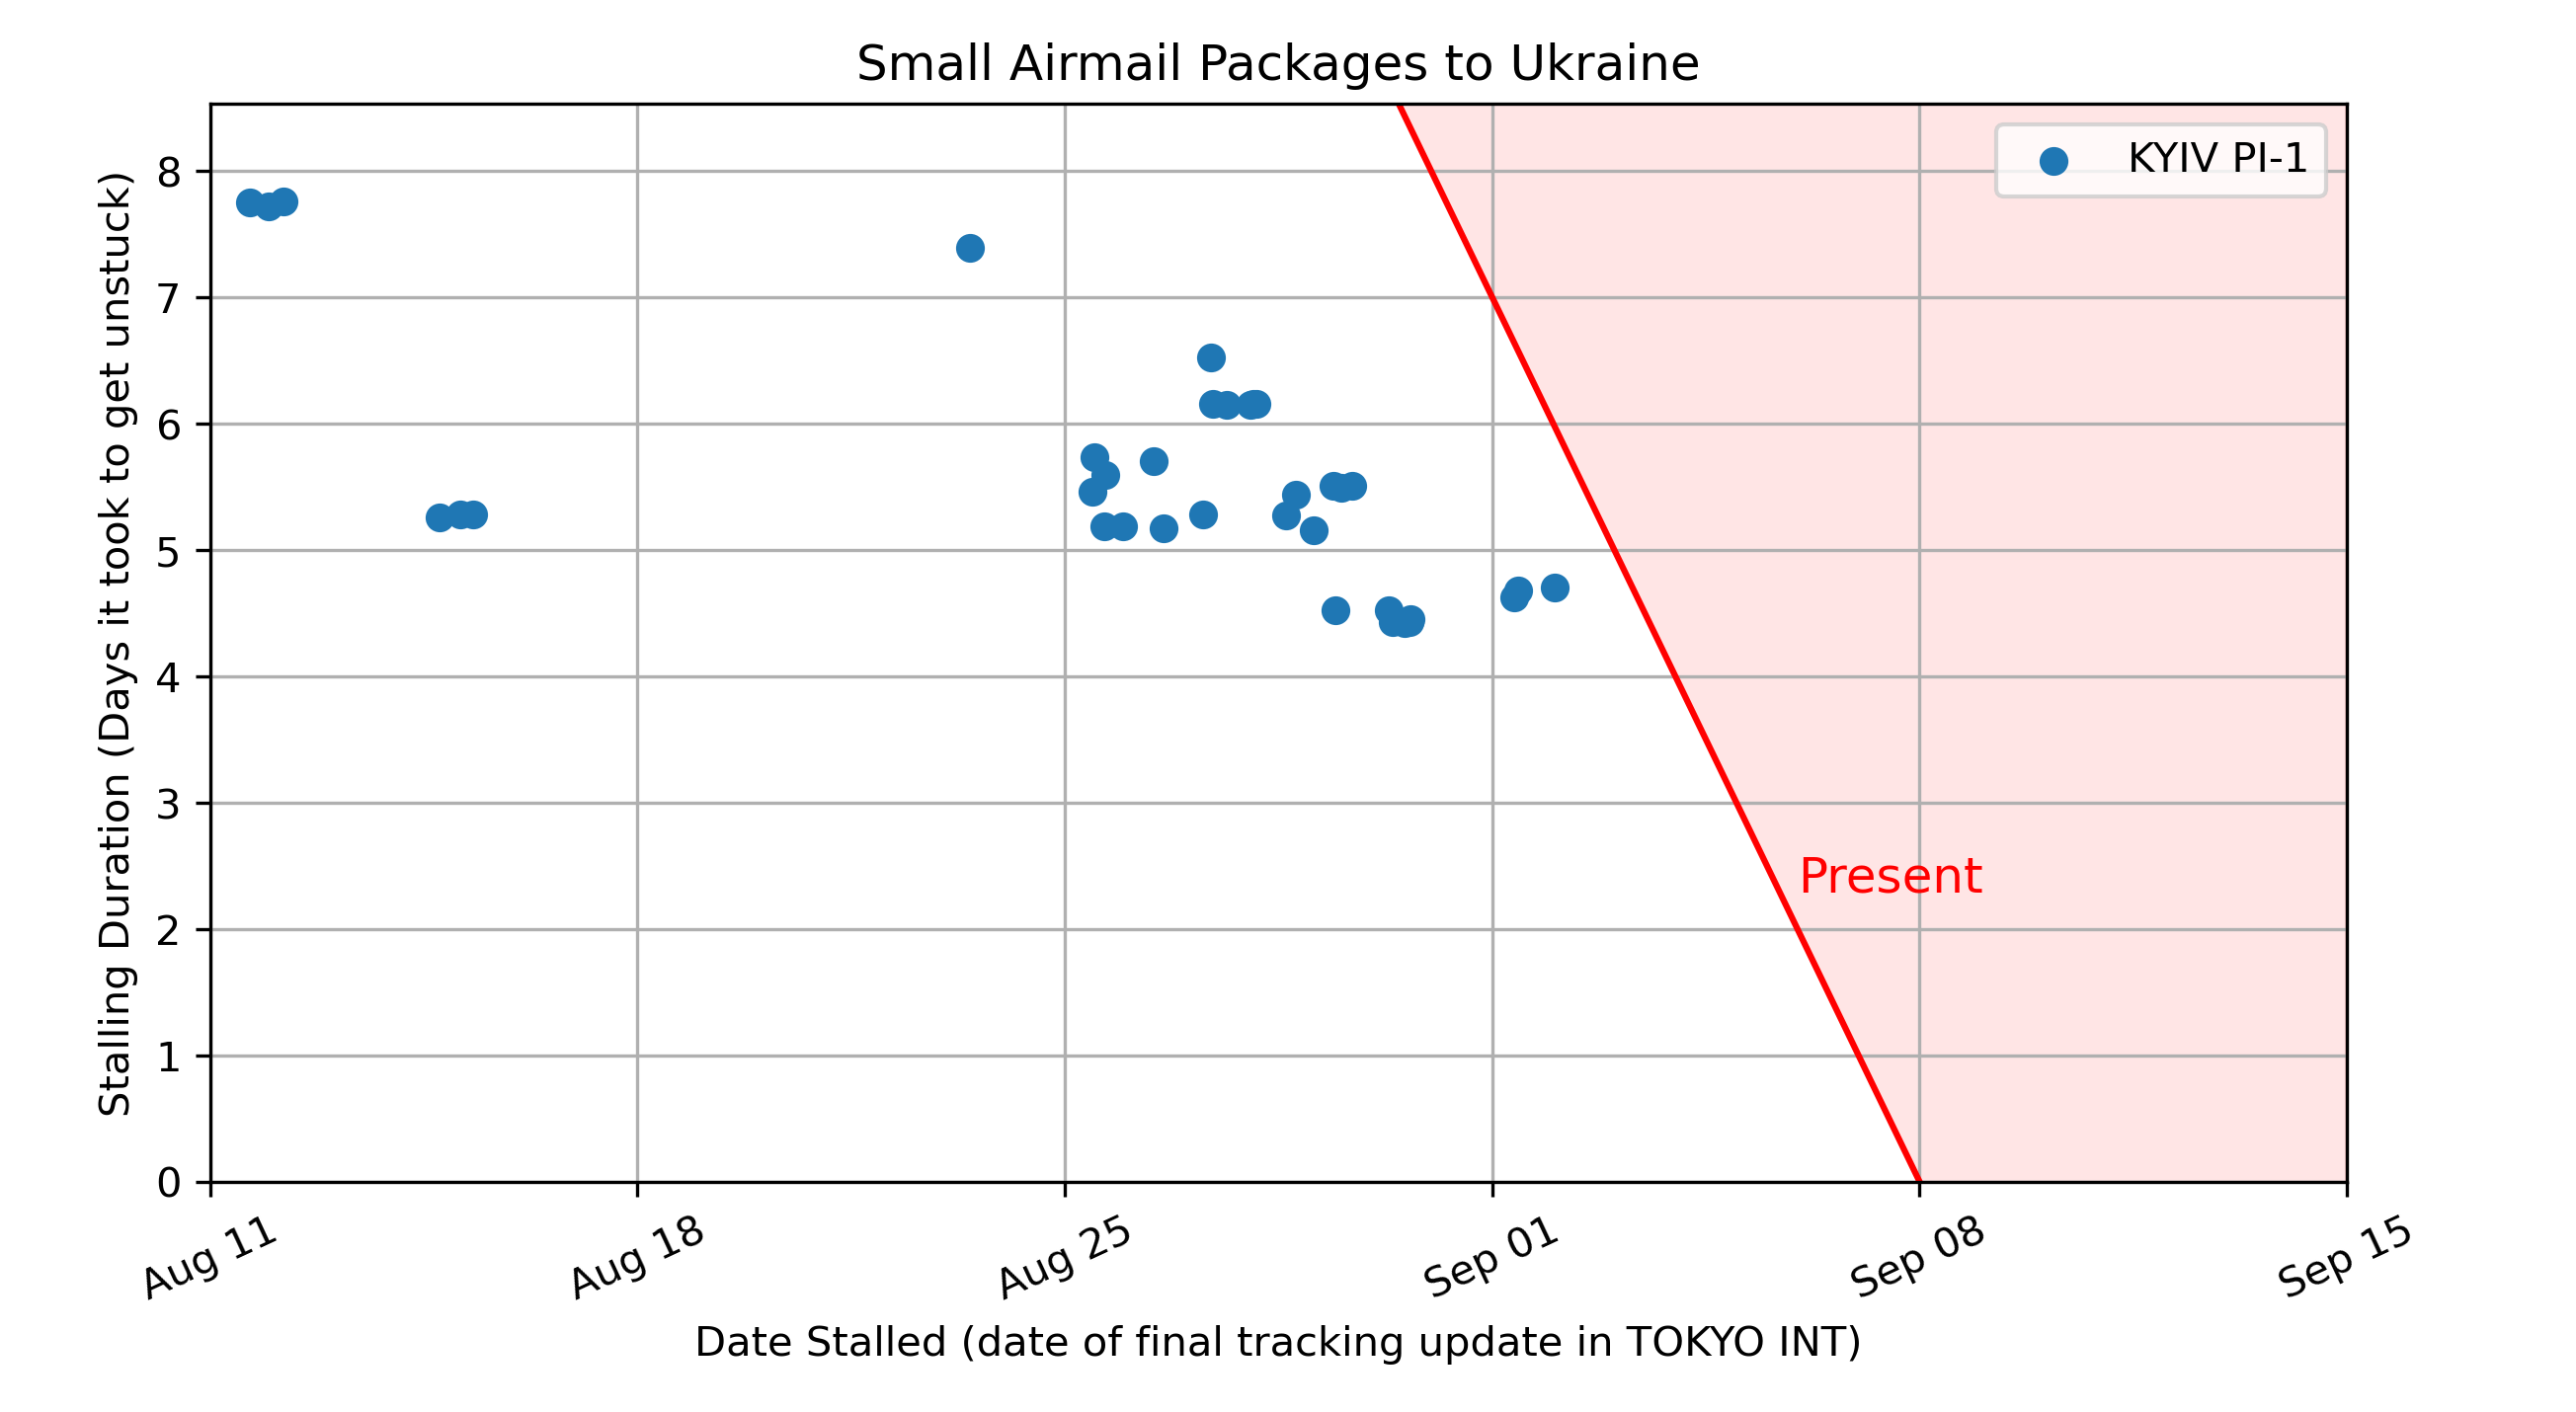 Small Airmail Packages to Ukraine
KYIV PI-1
Stalling Duration (Days it took to get unstuck)
8
7
6
5
4
3
2
1
0
Present
Aug 11
Aug 18
Aug 25
Sep 01
Sep 08
Sep 15
Date Stalled (date of final tracking update in TOKYO INT)